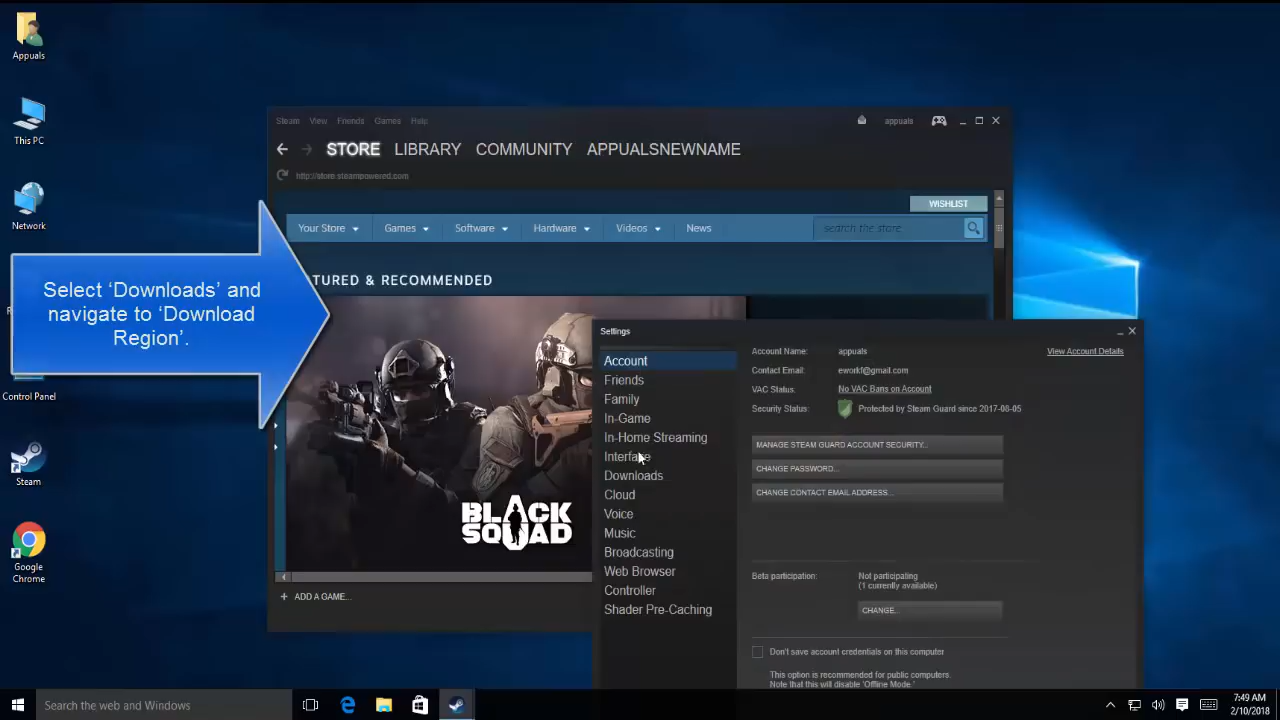 Appuals
This PC
Network
Control Panel
Steam
Google
Chrome
Select ‘Downloads’ and
navigate to ‘Download
Region’.
Steam View Friends Games Help
appuals
STORE LIBRARY COMMUNITY APPUALSNEWNAME
http://store.steampowered.com
WISHLIST
Your Store Games Software Hardware Videos News
search the store
TURED & RECOMMENDED
BLACK
SQUAD
+ ADD A GAME...
Settings
Account
Friends
Family
In-Game
In-Home Streaming
Interface
Downloads
Cloud
Voice
Music
Broadcasting
Web Browser
Controller
Shader Pre-Caching
Account Name: appuals
View Account Details
Contact Email: eworkf@gmail.com
VAC Status: No VAC Bans on Account
Security Status: Protected by Steam Guard since 2017-08-05
MANAGE STEAM GUARD ACCOUNT SECURITY...
CHANGE PASSWORD...
CHANGE CONTACT EMAIL ADDRESS...
Beta participation: Not participating
(1 currently available)
CHANGE...
Don't save account credentials on this computer
This option is recommended for public computers.
Note that this will disable 'Offline Mode.'
Search the web and Windows
7:49 AM
2/10/2018